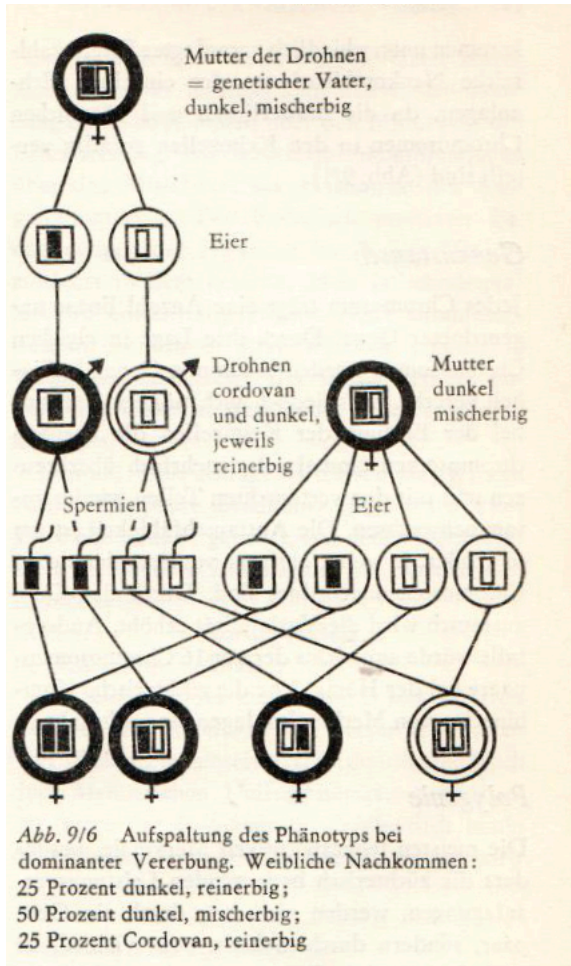 Mutter der Drohnen
= genetischer Vater,
dunkel, mischerbig
Eier
Drohnen
cordovan
und dunkel,
jeweils
reinerbig
Mutter
dunkel
mischerbig
Spermien
Eier
Abb. 9/6 Aufspaltung des Phänotyps bei
dominanter Vererbung. Weibliche Nachkommen:
25 Prozent dunkel, reinerbig;
50 Prozent dunkel, mischerbig;
25 Prozent Cordovan, reinerbig